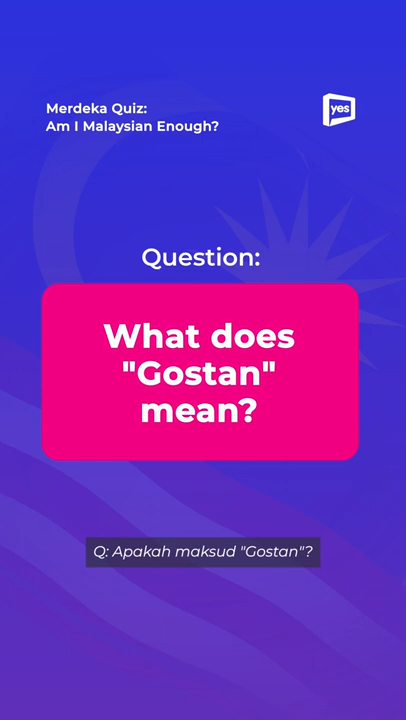 Merdeka Quiz:
Am I Malaysian Enough?
yes
Question:
What does
"Gostan"
mean?
Q: Apakah maksud "Gostan"?